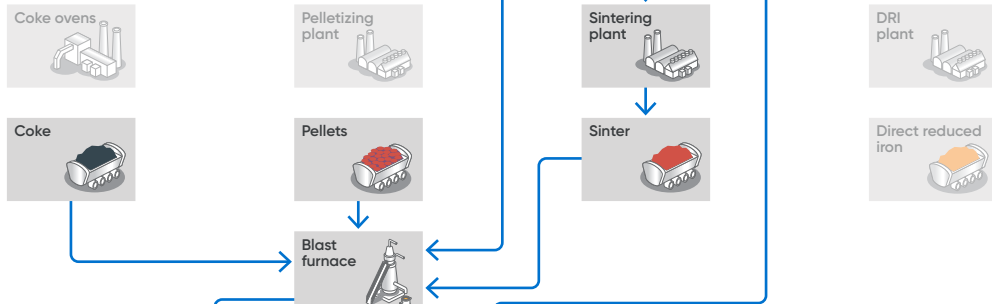 Coke ovens
Pelletizing
plant
Sintering
plant
DRI
plant
Coke
Pellets
Sinter
Direct reduced
iron
Blast
furnace